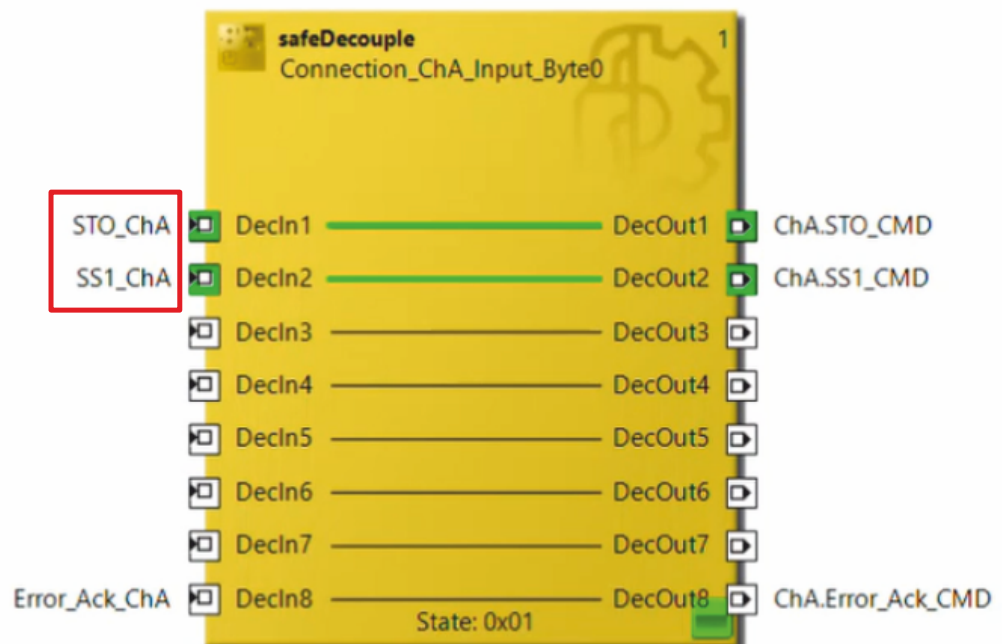 safeDecouple 1
Connection_ChA_Input_Byte0
STO_ChA DecIn1 DecOut1 ChA.STO_CMD
SS1_ChA DecIn2 DecOut2 ChA.SS1_CMD
DecIn3 DecOut3
DecIn4 DecOut4
DecIn5 DecOut5
DecIn6 DecOut6
DecIn7 DecOut7
Error_Ack_ChA DecIn8 DecOut8 ChA.Error_Ack_CMD
State: 0x01